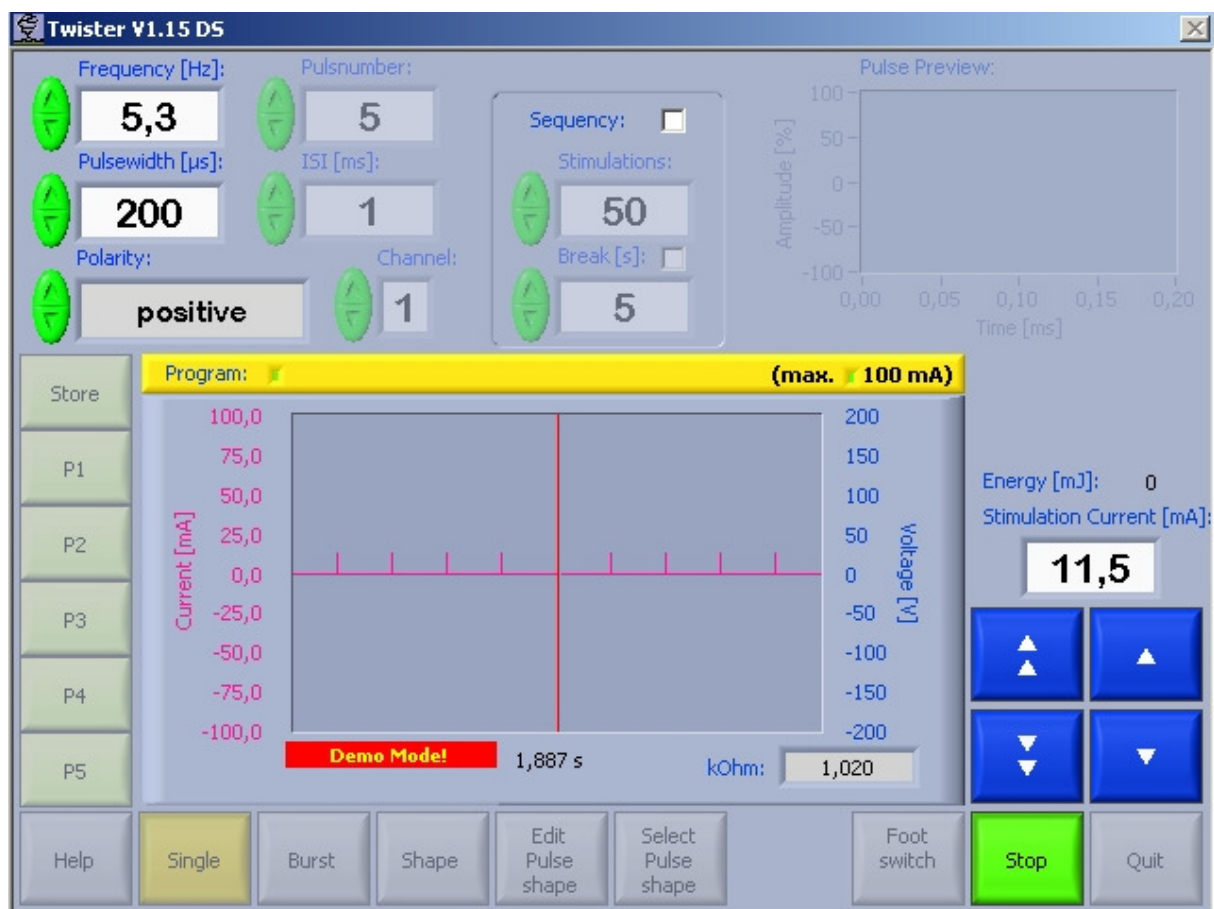 Twister V1.15 DS
Frequency [Hz]: Pulsnumber: Pulse Preview:
5,3 5 Sequency:
Pulsewidth [µs]: ISI [ms]: Stimulations:
200 1 50
Polarity: Channel: Break [s]:
positive 1 5
Amplitude [%]
100
50
0
-50
-100
0,00 0,05 0,10 0,15 0,20
Time [ms]
Store
P1
P2
P3
P4
P5
Program: (max. 100 mA)
Current [mA]
100,0
75,0
50,0
25,0
0,0
-25,0
-50,0
-75,0
-100,0
200
150
100
50
0
-50
-100
-150
-200
Voltage [V]
Demo Mode! 1,887 s kOhm: 1,020
Energy [mJ]: 0
Stimulation Current [mA]:
11,5
Help
Single
Burst
Shape
Edit
Pulse
shape
Select
Pulse
shape
Foot
switch
Stop
Quit